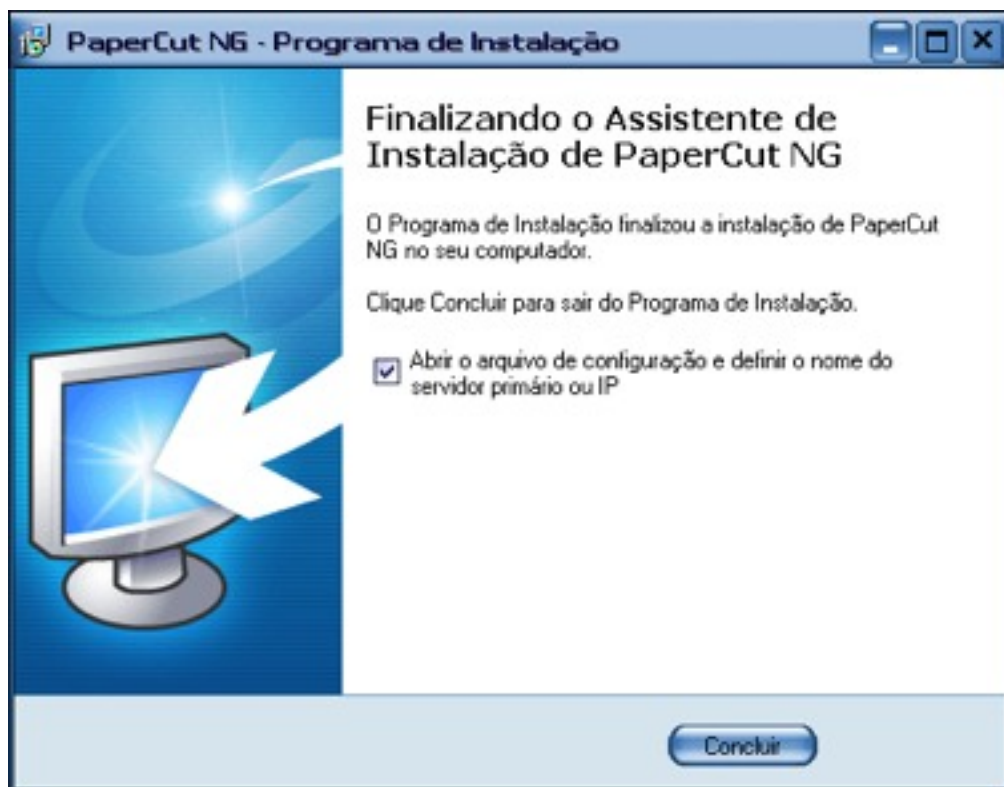 PaperCut NG - Programa de Instalação
Finalizando o Assistente de
Instalação de PaperCut NG
O Programa de Instalação finalizou a instalação de PaperCut
NG no seu computador.
Clique Concluir para sair do Programa de Instalação.
Abrir o arquivo de configuração e definir o nome do
servidor primário ou IP
Concluir